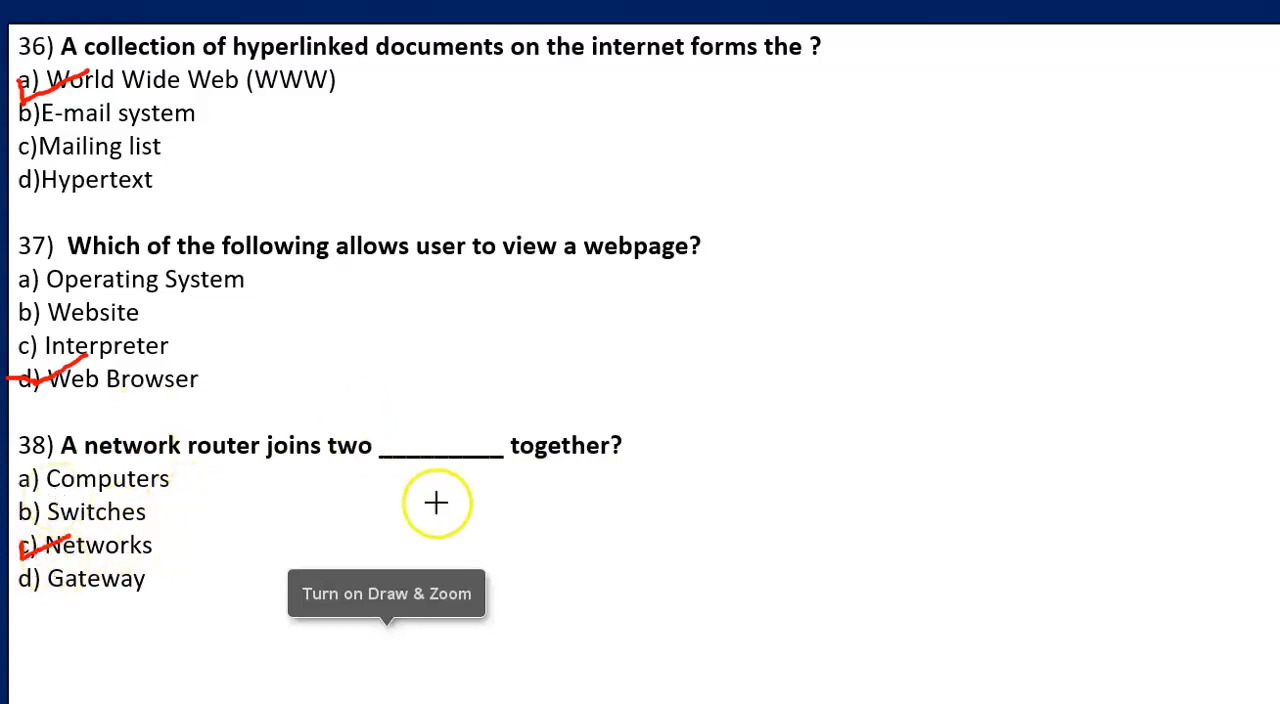 36) A collection of hyperlinked documents on the internet forms the ?
a) World Wide Web (WWW)
b)E-mail system
c)Mailing list
d)Hypertext
37)  Which of the following allows user to view a webpage?
a) Operating System
b) Website
c) Interpreter
d) Web Browser
38) A network router joins two _________ together?
a) Computers
b) Switches
c) Networks
d) Gateway
Turn on Draw & Zoom